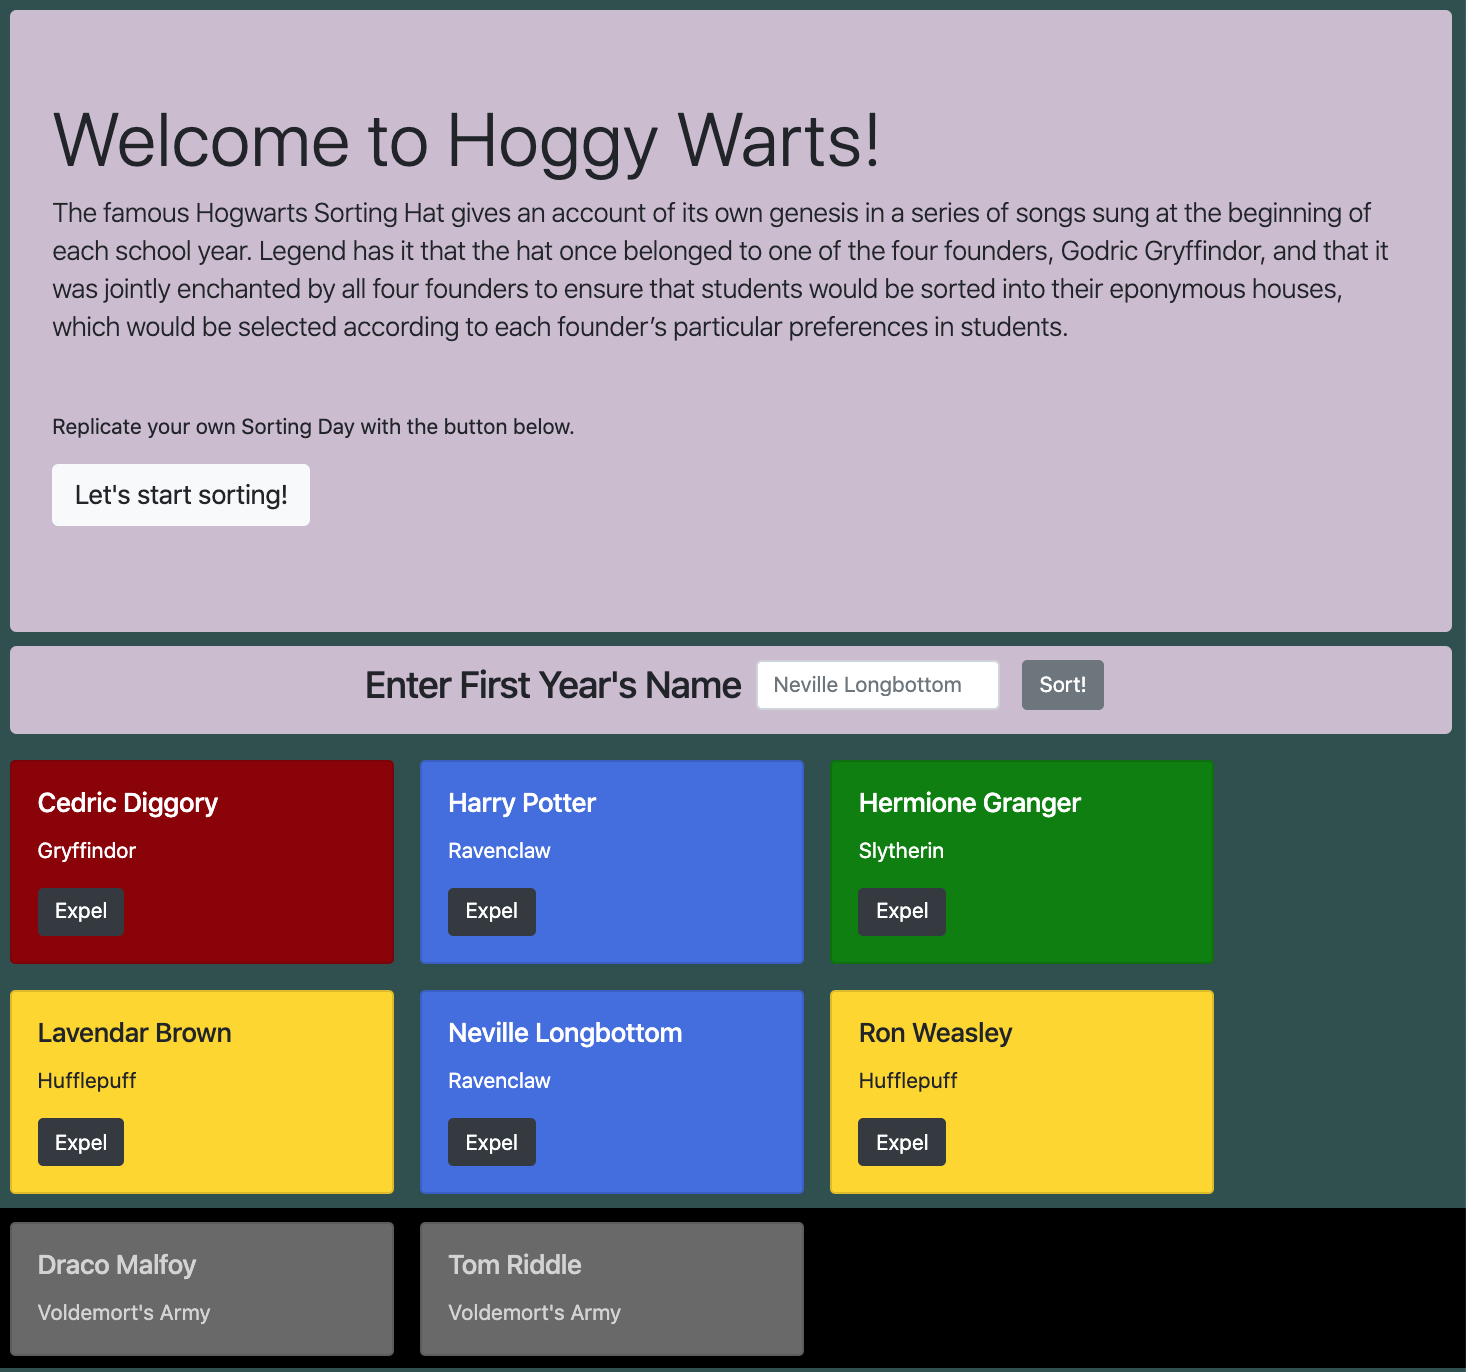 Welcome to Hoggy Warts!
The famous Hogwarts Sorting Hat gives an account of its own genesis in a series of songs sung at the beginning of
each school year. Legend has it that the hat once belonged to one of the four founders, Godric Gryffindor, and that it
was jointly enchanted by all four founders to ensure that students would be sorted into their eponymous houses,
which would be selected according to each founder’s particular preferences in students.
Replicate your own Sorting Day with the button below.
Let's start sorting!
Enter First Year's Name Neville Longbottom Sort!
Cedric Diggory
Gryffindor
Expel
Harry Potter
Ravenclaw
Expel
Hermione Granger
Slytherin
Expel
Lavendar Brown
Hufflepuff
Expel
Neville Longbottom
Ravenclaw
Expel
Ron Weasley
Hufflepuff
Expel
Draco Malfoy
Voldemort's Army
Tom Riddle
Voldemort's Army